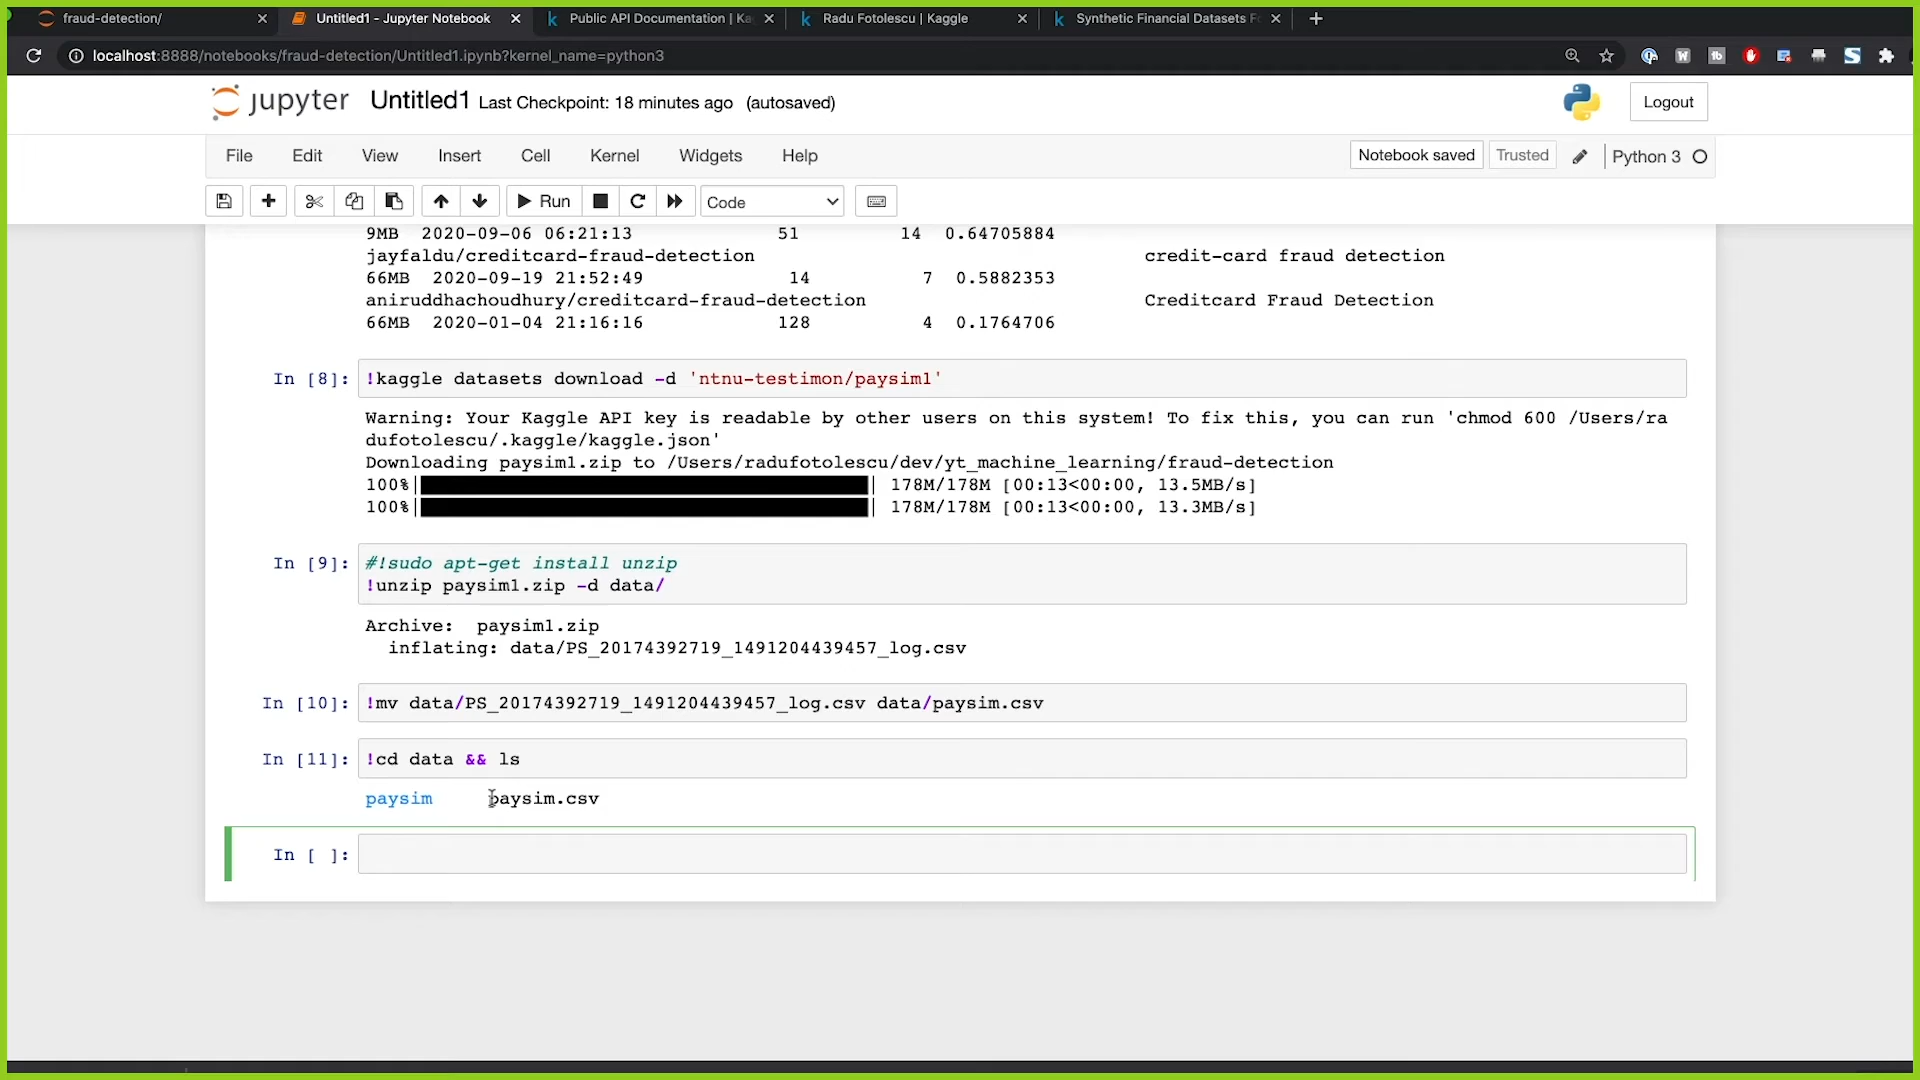 fraud-detection/
Untitled1 - Jupyter Notebook
Public API Documentation | Ka
Radu Fotolescu | Kaggle
Synthetic Financial Datasets Fo
localhost:8888/notebooks/fraud-detection/Untitled1.ipynb?kernel_name=python3
jupyter Untitled1 Last Checkpoint: 18 minutes ago (autosaved)
Logout
File Edit View Insert Cell Kernel Widgets Help
Notebook saved Trusted Python 3
Run Code
9MB 2020-09-06 06:21:13 51 14 0.64705884
jayfaldu/creditcard-fraud-detection credit-card fraud detection
66MB 2020-09-19 21:52:49 14 7 0.5882353
aniruddhachoudhury/creditcard-fraud-detection Creditcard Fraud Detection
66MB 2020-01-04 21:16:16 128 4 0.1764706
In [8]: !kaggle datasets download -d 'ntnu-testimon/paysim1'
Warning: Your Kaggle API key is readable by other users on this system! To fix this, you can run 'chmod 600 /Users/ra
dufotolescu/.kaggle/kaggle.json'
Downloading paysim1.zip to /Users/radufotolescu/dev/yt_machine_learning/fraud-detection
100%| | 178M/178M [00:13<00:00, 13.5MB/s]
100%| | 178M/178M [00:13<00:00, 13.3MB/s]
In [9]: #!sudo apt-get install unzip
!unzip paysim1.zip -d data/
Archive: paysim1.zip
inflating: data/PS_20174392719_1491204439457_log.csv
In [10]: !mv data/PS_20174392719_1491204439457_log.csv data/paysim.csv
In [11]: !cd data && ls
paysim paysim.csv
In [ ]: